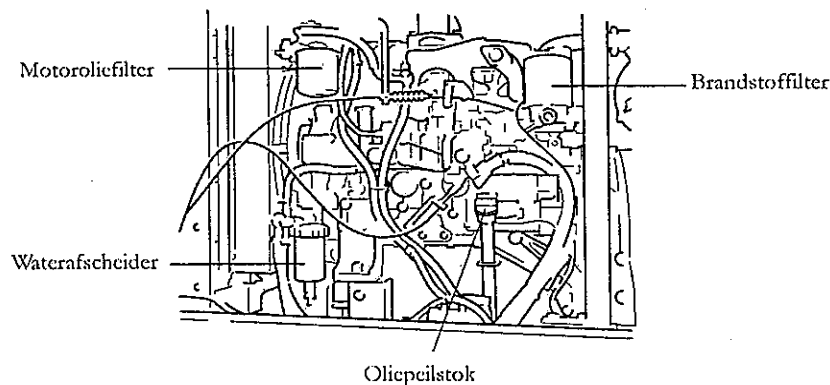 Motoroliefilter
Brandstoffilter
Waterafscheider
Oliepeilstok